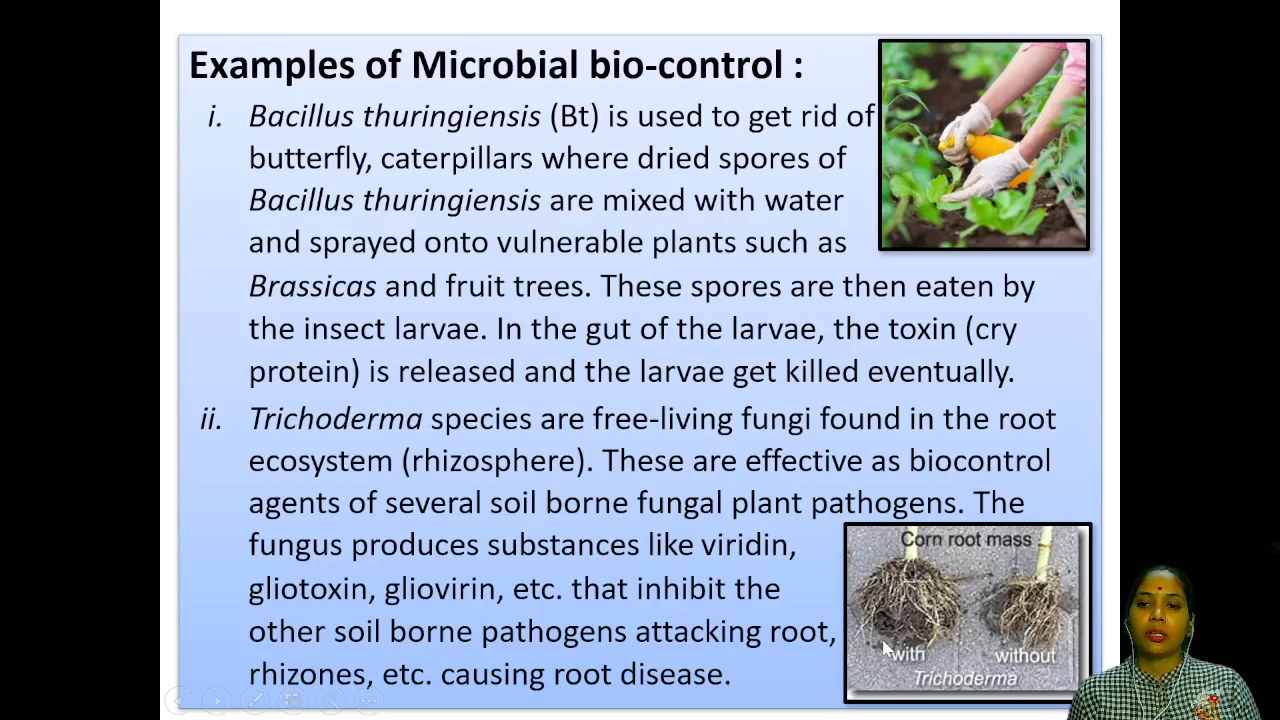 Examples of Microbial bio-control :
i. Bacillus thuringiensis (Bt) is used to get rid of
butterfly, caterpillars where dried spores of
Bacillus thuringiensis are mixed with water
and sprayed onto vulnerable plants such as
Brassicas and fruit trees. These spores are then eaten by
the insect larvae. In the gut of the larvae, the toxin (cry
protein) is released and the larvae get killed eventually.
ii. Trichoderma species are free-living fungi found in the root
ecosystem (rhizosphere). These are effective as biocontrol
agents of several soil borne fungal plant pathogens. The
fungus produces substances like viridin,
gliotoxin, gliovirin, etc. that inhibit the
other soil borne pathogens attacking root,
rhizones, etc. causing root disease.
Corn root mass
with without
Trichoderma